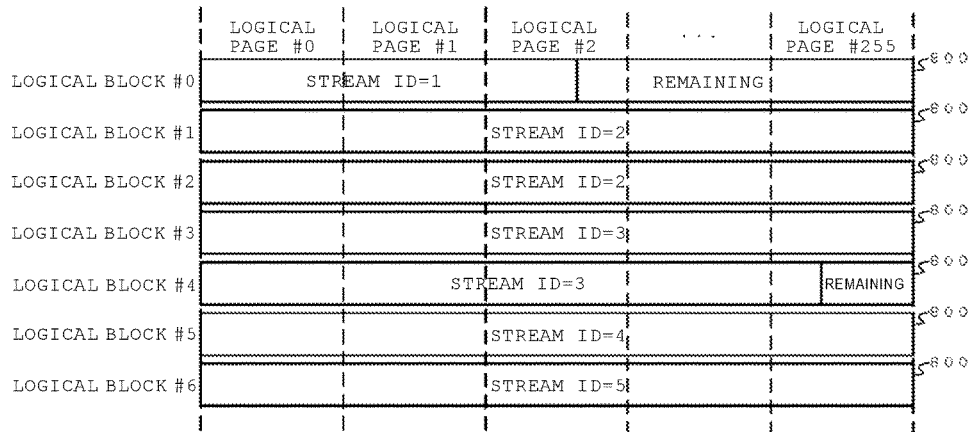 LOGICAL PAGE #0
LOGICAL PAGE #1
LOGICAL PAGE #2
. . .
LOGICAL PAGE #255
LOGICAL BLOCK #0
STREAM ID=1
REMAINING
800
LOGICAL BLOCK #1
STREAM ID=2
800
LOGICAL BLOCK #2
STREAM ID=2
800
LOGICAL BLOCK #3
STREAM ID=3
800
LOGICAL BLOCK #4
STREAM ID=3
REMAINING
800
LOGICAL BLOCK #5
STREAM ID=4
800
LOGICAL BLOCK #6
STREAM ID=5
800